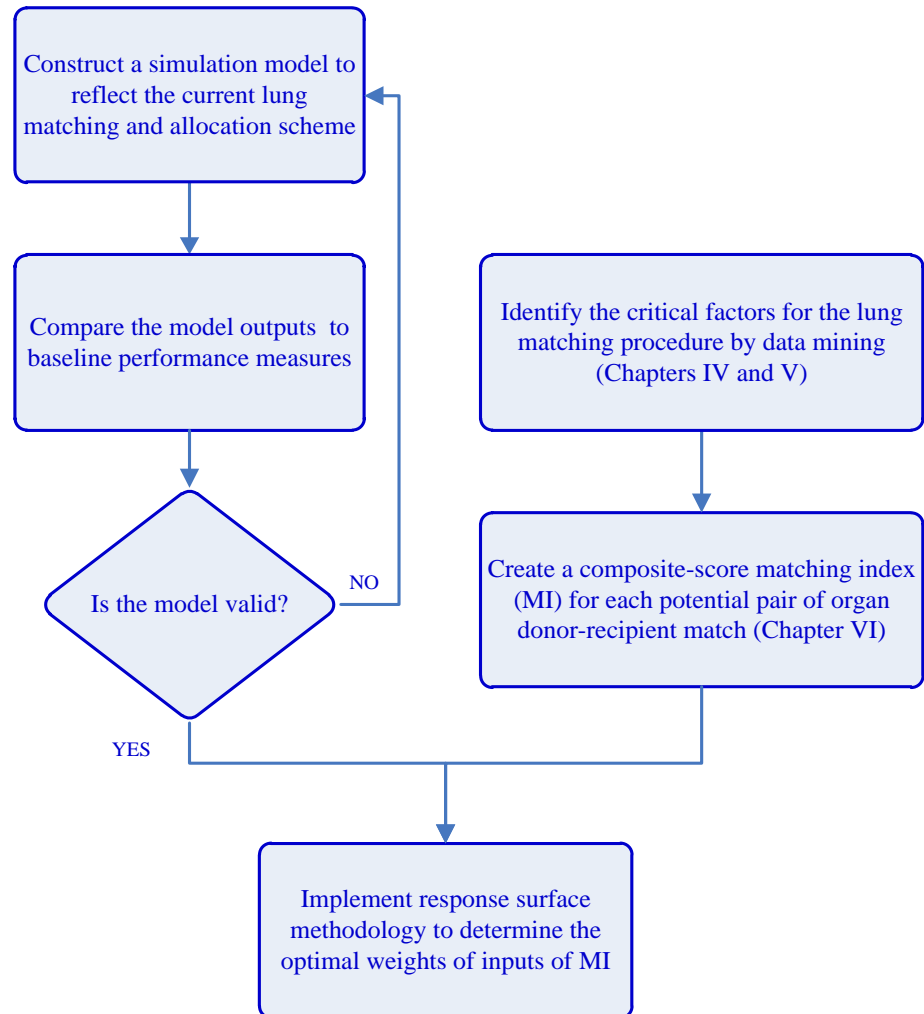 Construct a simulation model to
reflect the current lung
matching and allocation scheme
Compare the model outputs to
baseline performance measures
Is the model valid?
NO
YES
Identify the critical factors for the lung
matching procedure by data mining
(Chapters IV and V)
Create a composite-score matching index
(MI) for each potential pair of organ
donor-recipient match (Chapter VI)
Implement response surface
methodology to determine the
optimal weights of inputs of MI